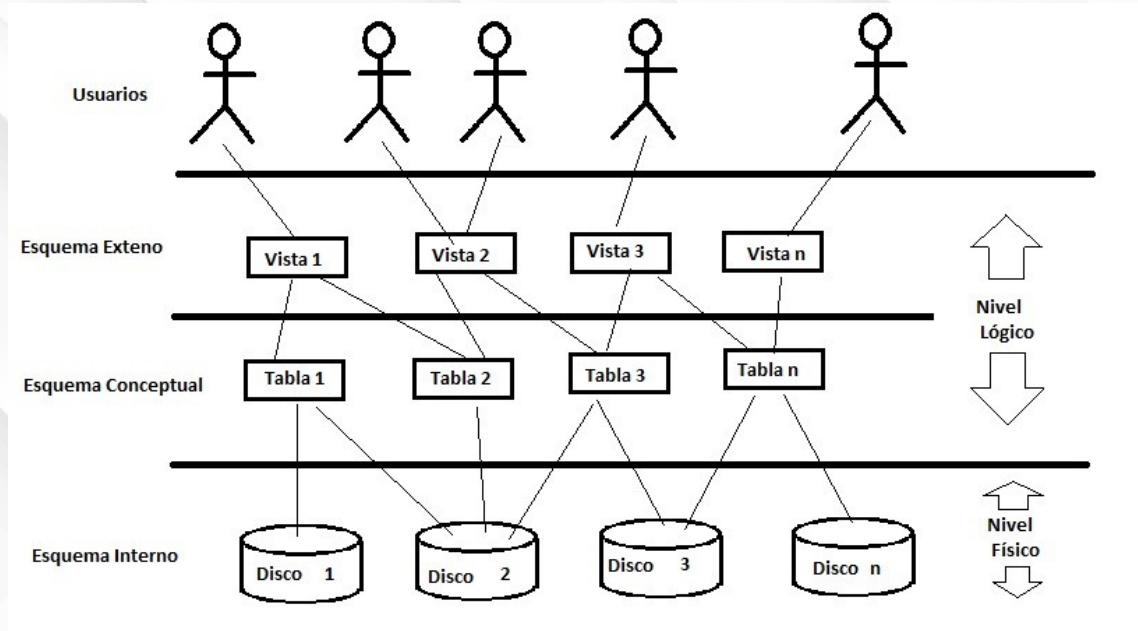 Usuarios
Esquema Exteno
Vista 1
Vista 2
Vista 3
Vista n
Nivel
Lógico
Esquema Conceptual
Tabla 1
Tabla 2
Tabla 3
Tabla n
Esquema Interno
Disco 1
Disco 2
Disco 3
Disco n
Nivel
Físico